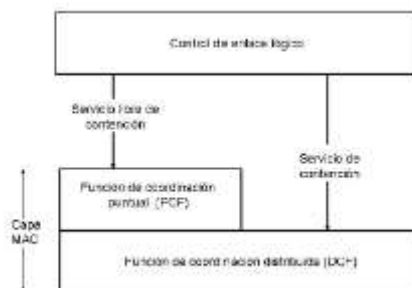 Control de enlace lógico
Servicio libre de
contención
Servicio de
contención
Función de coordinación
puntual (PCF)
Capa
MAC
Función de coordinación distribuida (DCF)